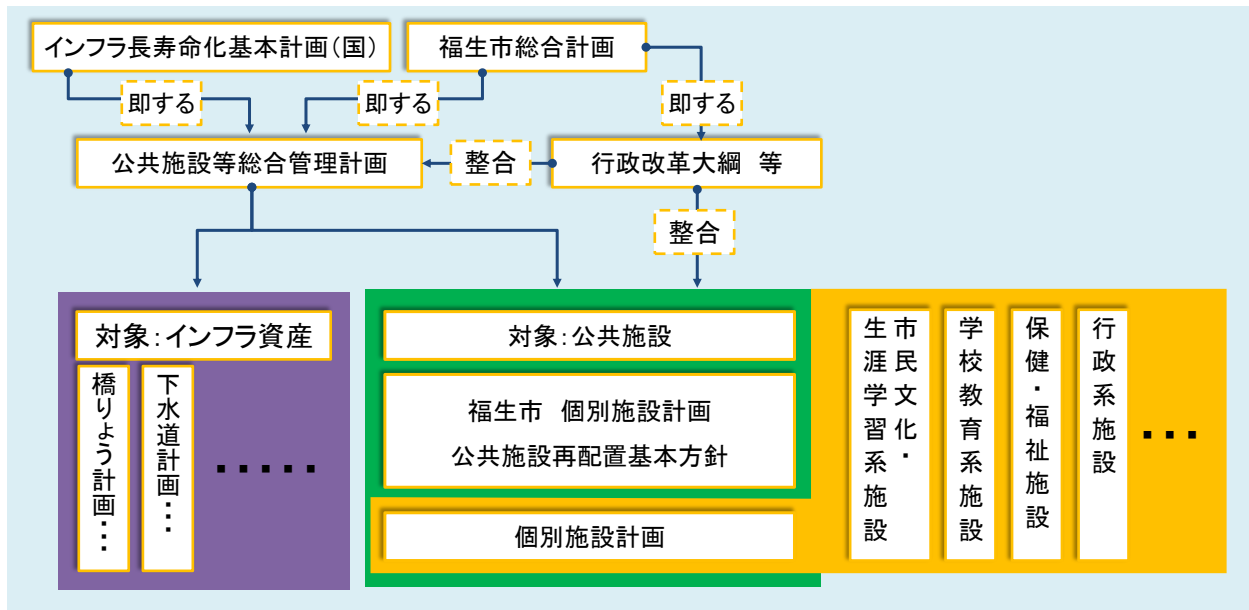 インフラ長寿命化基本計画（国）
福生市総合計画
即する
即する
即する
公共施設等総合管理計画
整合
行政改革大綱　等
整合
対象：インフラ資産
橋りょう計画・・・
下水道計画・・・
・・・・・
対象：公共施設
福生市　個別施設計画
公共施設再配置基本方針
個別施設計画
市民文化・
生涯学習系施設
学校教育系施設
保健・福祉施設
行政系施設
・・・